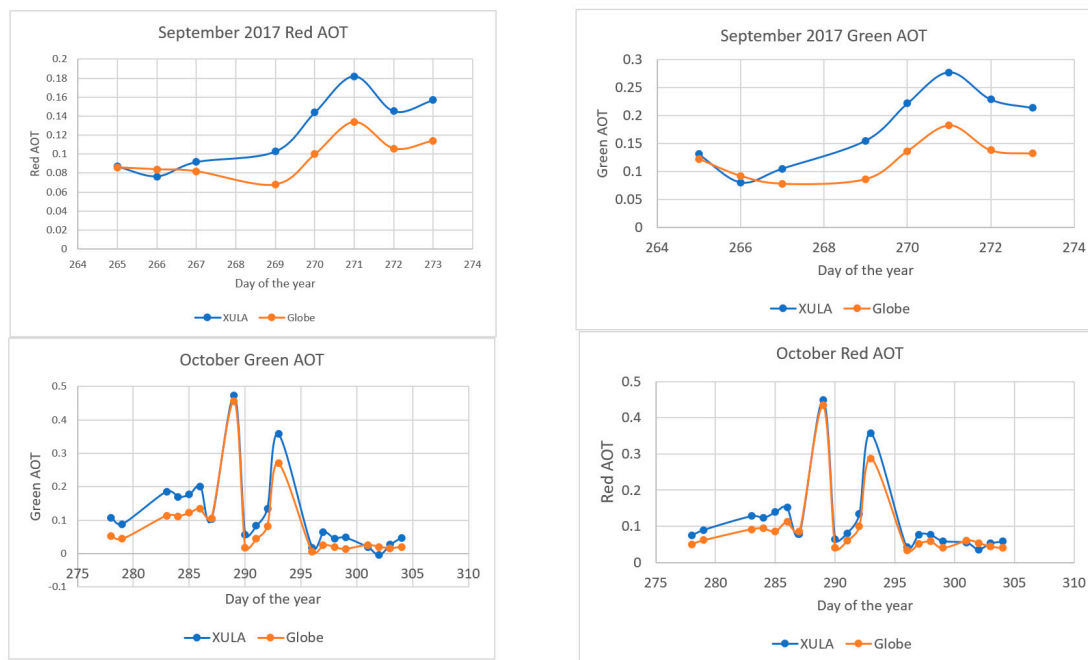 September 2017 Red AOT
Red AOT
0.2
0.18
0.16
0.14
0.12
0.1
0.08
0.06
0.04
0.02
0
264 265 266 267 268 269 270 271 272 273 274
Day of the year
XULA Globe
September 2017 Green AOT
Green AOT
0.3
0.25
0.2
0.15
0.1
0.05
0
264 266 268 270 272 274
Day of the year
XULA Globe
October Green AOT
Green AOT
0.5
0.4
0.3
0.2
0.1
0
-0.1
275 280 285 290 295 300 305 310
Day of the year
XULA Globe
October Red AOT
Red AOT
0.5
0.4
0.3
0.2
0.1
0
275 280 285 290 295 300 305 310
Day of the year
XULA Globe